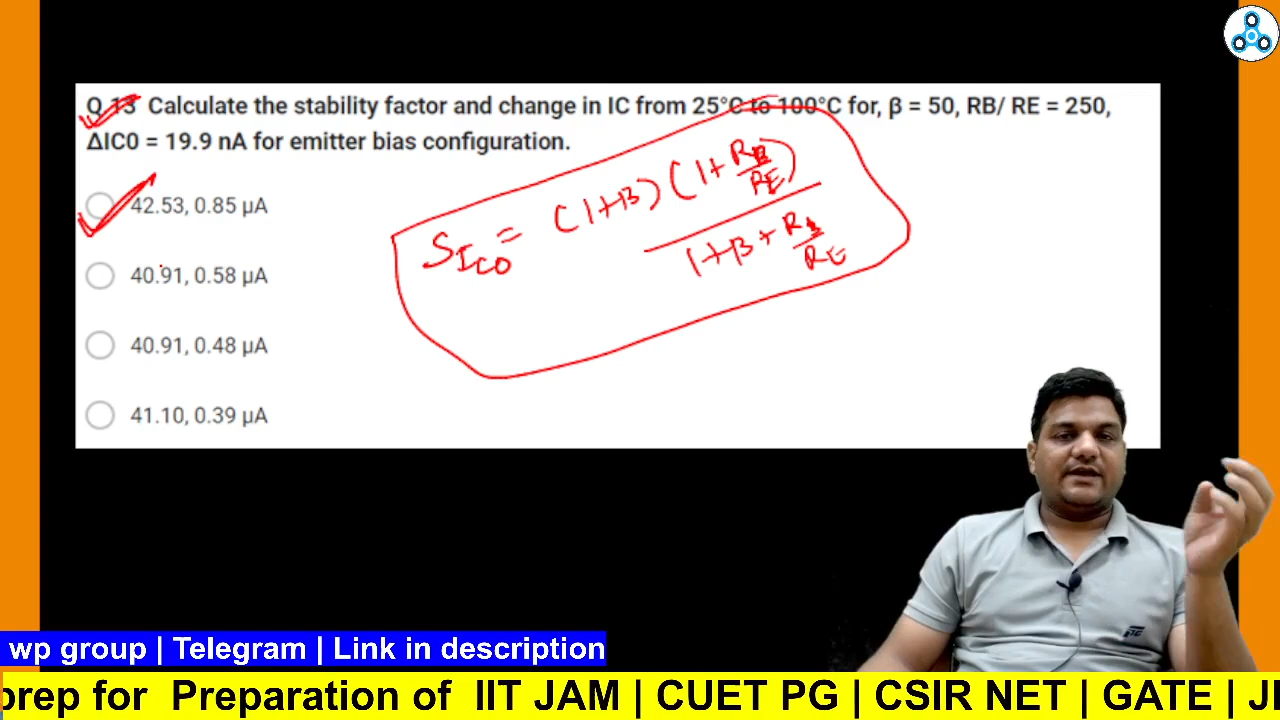 Q.13 Calculate the stability factor and change in IC from 25°C to 100°C for, β = 50, RB/ RE = 250,
ΔIC0 = 19.9 nA for emitter bias configuration.
42.53, 0.85 μA
40.91, 0.58 μA
40.91, 0.48 μA
41.10, 0.39 μA
S_ICO = (1+β) (1+ RB/RE)
1+β + RB/RE
wp group | Telegram | Link in description
prep for Preparation of IIT JAM | CUET PG | CSIR NET | GATE |